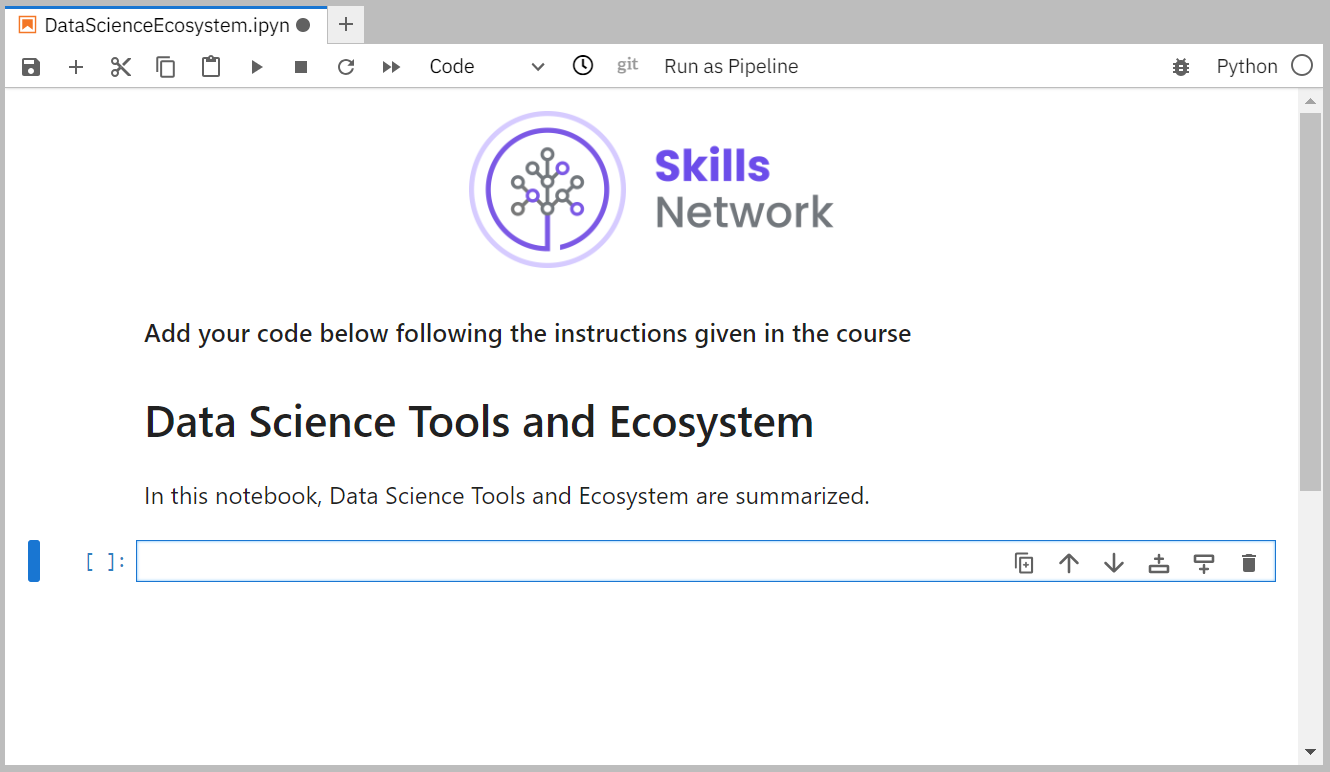 DataScienceEcosystem.ipyn
Code
git
Run as Pipeline
Python
Skills
Network
Add your code below following the instructions given in the course
Data Science Tools and Ecosystem
In this notebook, Data Science Tools and Ecosystem are summarized.
[ ]: